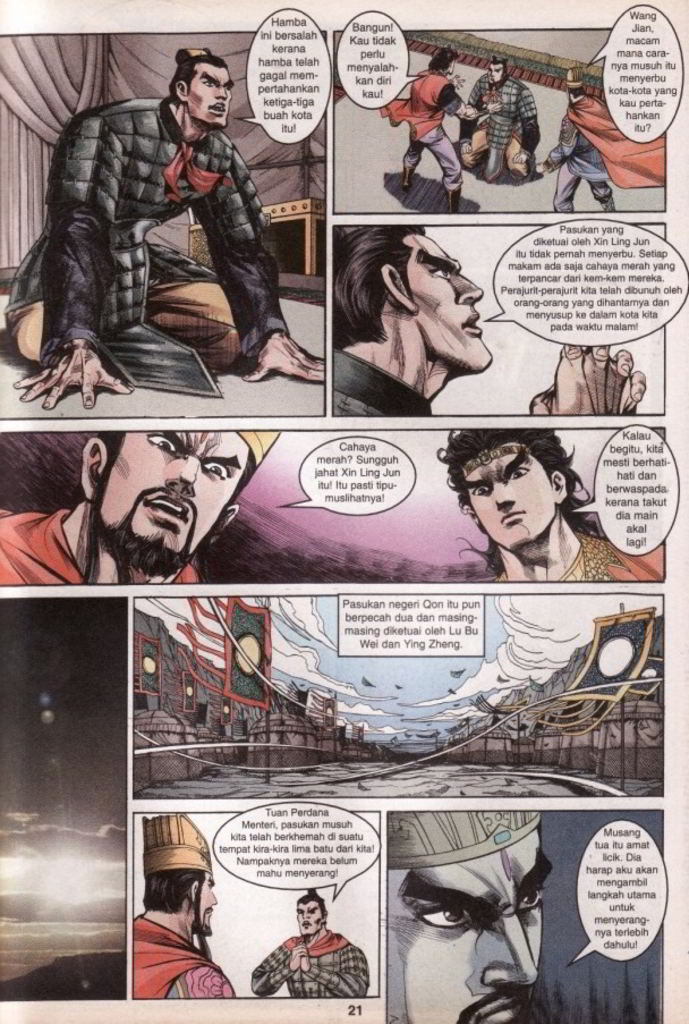 Hamba
ini bersalah
kerana
hamba telah
gagal mem-
pertahankan
ketiga-tiga
buah kota
itu!
Bangun!
Kau tidak
perlu
menyalah-
kan diri
kau!
Wang
Jian,
macam
mana cara-
nya musuh itu
menyerbu
kota-kota yang
kau perta-
hankan
itu?
Pasukan yang
diketuai oleh Xin Ling Jun
itu tidak pernah menyerbu. Setiap
makam ada saja cahaya merah yang
terpancar dari kem-kem mereka.
Perajurit-perajurit kita telah dibunuh oleh
orang-orang yang dihantarnya dan
menyusup ke dalam kota kita
pada waktu malam!
Cahaya
merah? Sungguh
jahat Xin Ling Jun
itu! Itu pasti tipu-
muslihatnya!
Kalau
begitu, kita
mesti berhati-
hati dan
berwaspada
kerana takut
dia main
akal
lagi!
Pasukan negeri Qon itu pun
berpecah dua dan masing-
masing diketuai oleh Lu Bu
Wei dan Ying Zheng.
Tuan Perdana
Menteri, pasukan musuh
kita telah berkhemah di suatu
tempat kira-kira lima batu dari kita!
Nampaknya mereka belum
mahu menyerang!
Musang
tua itu amat
licik. Dia
harap aku akan
mengambil
langkah utama
untuk
menyerang-
nya terlebih
dahulu!
21